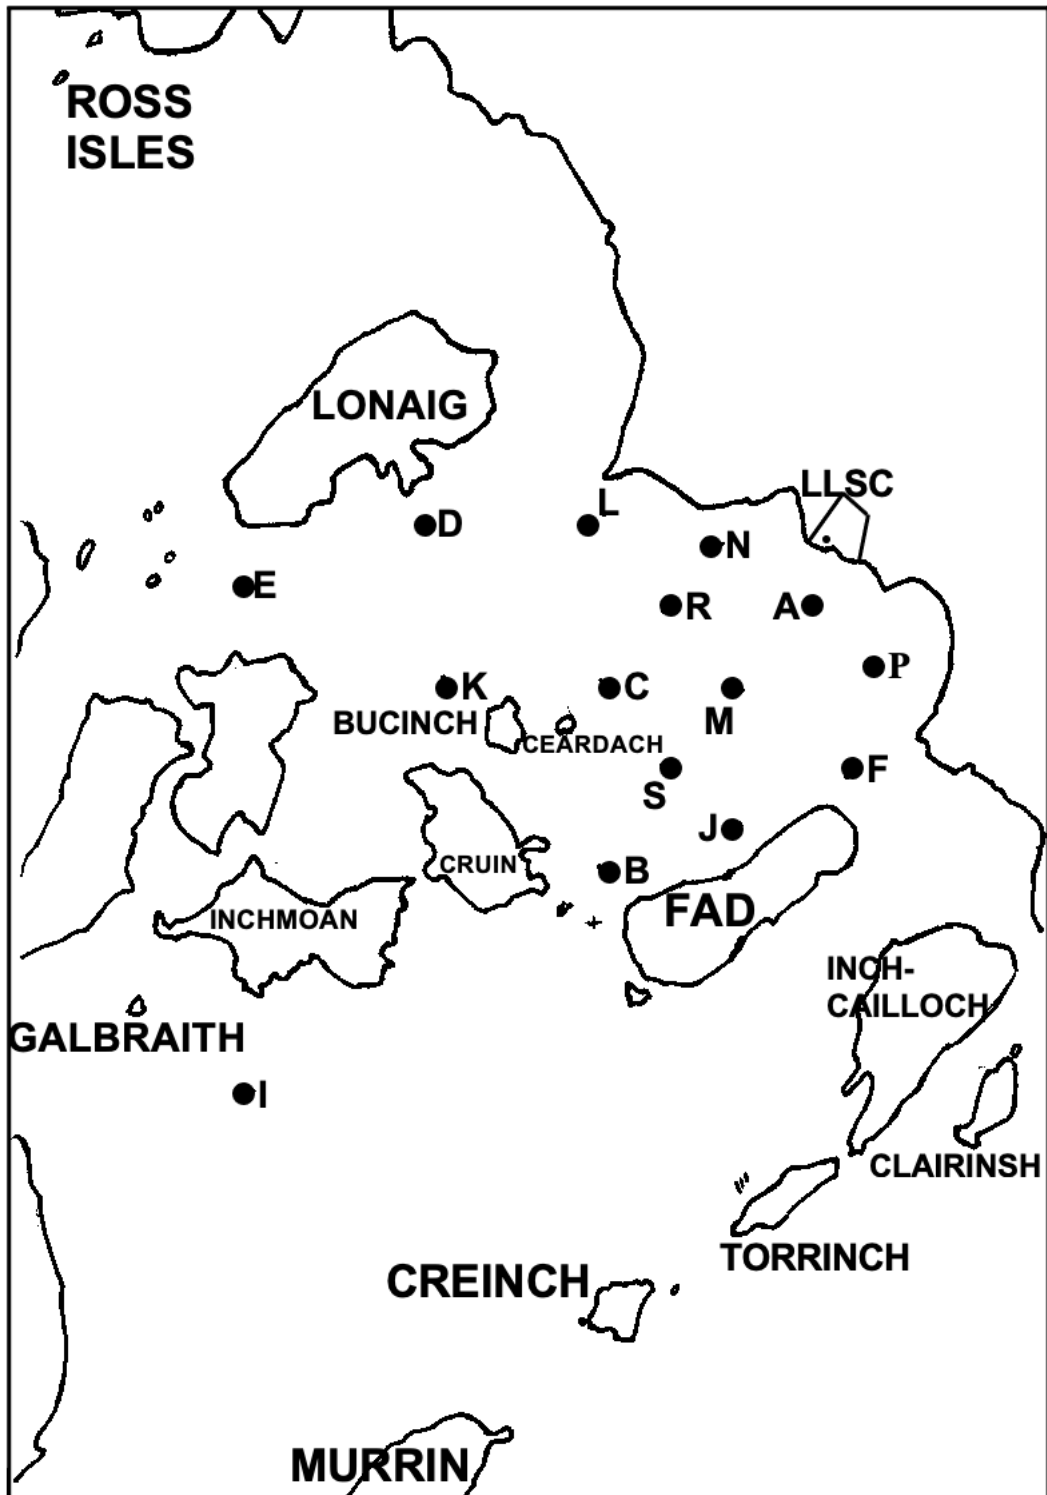 ROSS
ISLES
LONAIG
LLSC
L
D
N
E
R
A
P
K
C
M
BUCINCH
CEARDACH
S
F
J
CRUIN
B
FAD
INCHMOAN
INCH-
CAILLOCH
GALBRAITH
I
CLAIRINSH
TORRINCH
CREINCH
MURRIN